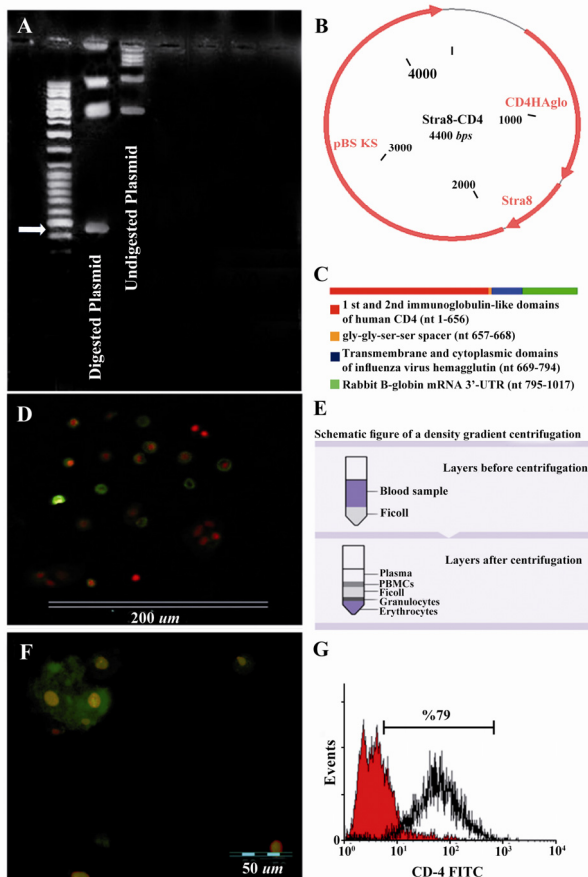 A
Digested Plasmid
Undigested Plasmid
B
4000
CD4HAglo
Stra8-CD4
4400 bps
1000
pBS KS
3000
2000
Stra8
C
1 st and 2nd immunoglobulin-like domains
of human CD4 (nt 1-656)
gly-gly-ser-ser spacer (nt 657-668)
Transmembrane and cytoplasmic domains
of influenza virus hemagglutin (nt 669-794)
Rabbit B-globin mRNA 3'-UTR (nt 795-1017)
D
200 um
E
Schematic figure of a density gradient centrifugation
Layers before centrifugation
Blood sample
Ficoll
Layers after centrifugation
Plasma
PBMCs
Ficoll
Granulocytes
Erythrocytes
F
50 um
G
%79
Events
10⁰ 10¹ 10² 10³ 10⁴
CD-4 FITC